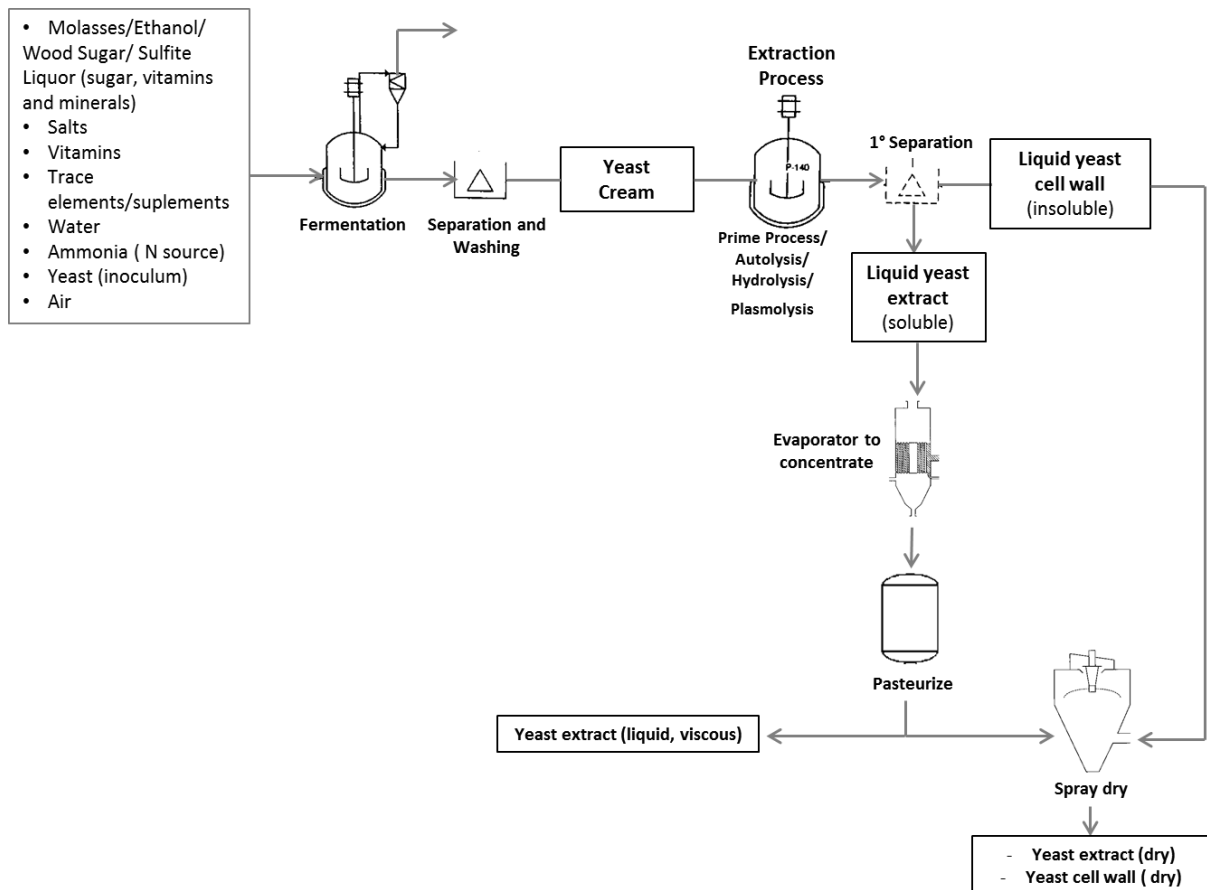 • Molasses/Ethanol/
Wood Sugar/ Sulfite
Liquor (sugar, vitamins
and minerals)
• Salts
• Vitamins
• Trace
elements/suplements
• Water
• Ammonia ( N source)
• Yeast (inoculum)
• Air
Fermentation
Separation and
Washing
Yeast
Cream
Extraction
Process
P-140
Prime Process/
Autolysis/
Hydrolysis/
Plasmolysis
1° Separation
Liquid yeast
cell wall
(insoluble)
Liquid yeast
extract
(soluble)
Evaporator to
concentrate
Pasteurize
Yeast extract (liquid, viscous)
Spray dry
- Yeast extract (dry)
- Yeast cell wall ( dry)